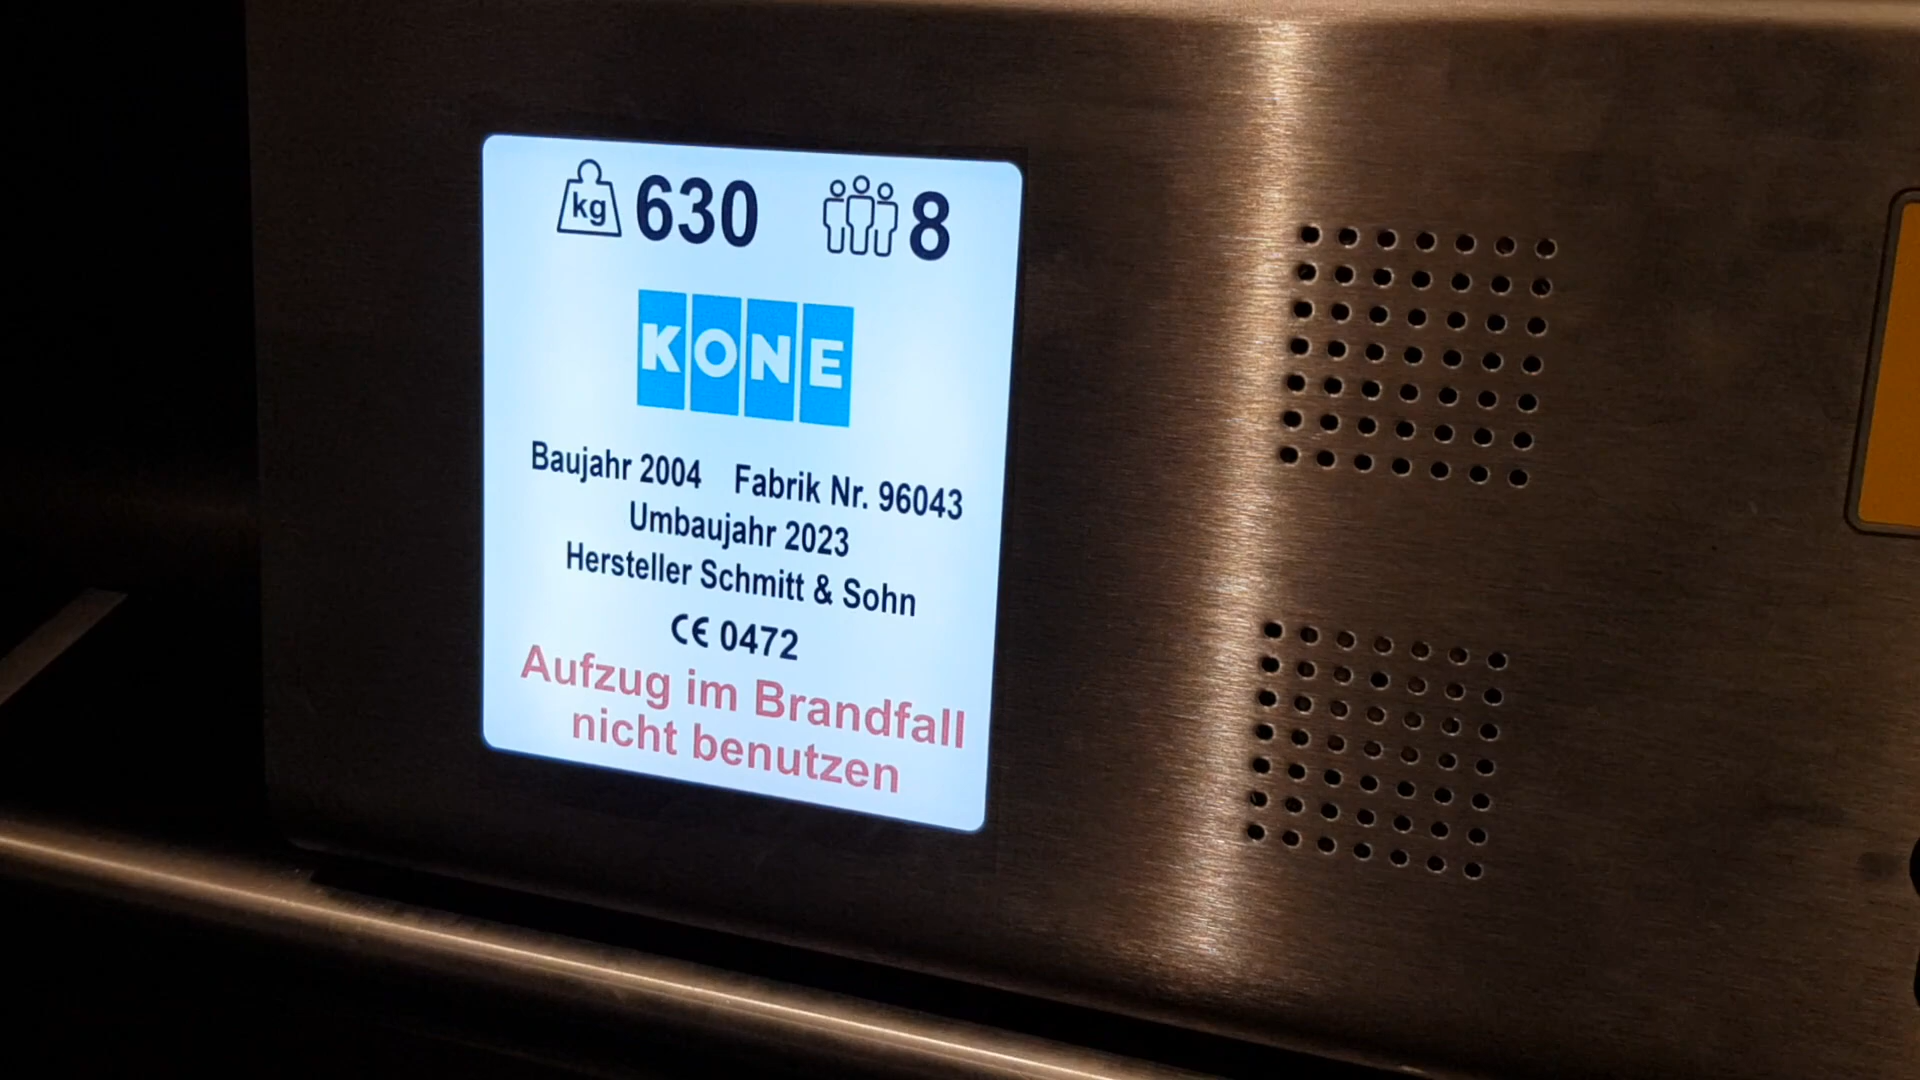 kg 630 8
KONE
Baujahr 2004 Fabrik Nr. 96043
Umbaujahr 2023
Hersteller Schmitt & Sohn
CE 0472
Aufzug im Brandfall
nicht benutzen